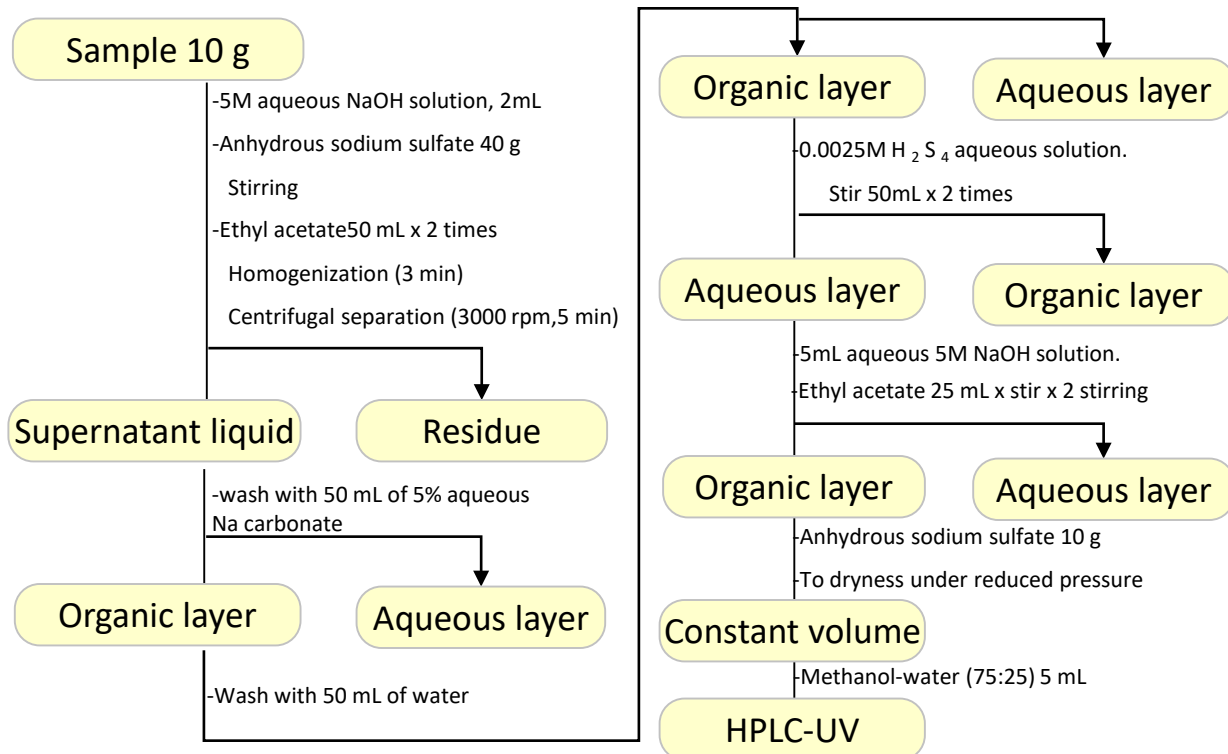 Sample 10 g
-5M aqueous NaOH solution, 2mL
-Anhydrous sodium sulfate 40 g
Stirring
-Ethyl acetate50 mL x 2 times
Homogenization (3 min)
Centrifugal separation (3000 rpm,5 min)
Supernatant liquid
Residue
-wash with 50 mL of 5% aqueous
Na carbonate
Organic layer
Aqueous layer
-Wash with 50 mL of water
Organic layer
Aqueous layer
-0.0025M H ₂ S ₄ aqueous solution.
Stir 50mL x 2 times
Aqueous layer
Organic layer
-5mL aqueous 5M NaOH solution.
-Ethyl acetate 25 mL x stir x 2 stirring
Organic layer
Aqueous layer
-Anhydrous sodium sulfate 10 g
-To dryness under reduced pressure
Constant volume
-Methanol-water (75:25) 5 mL
HPLC-UV